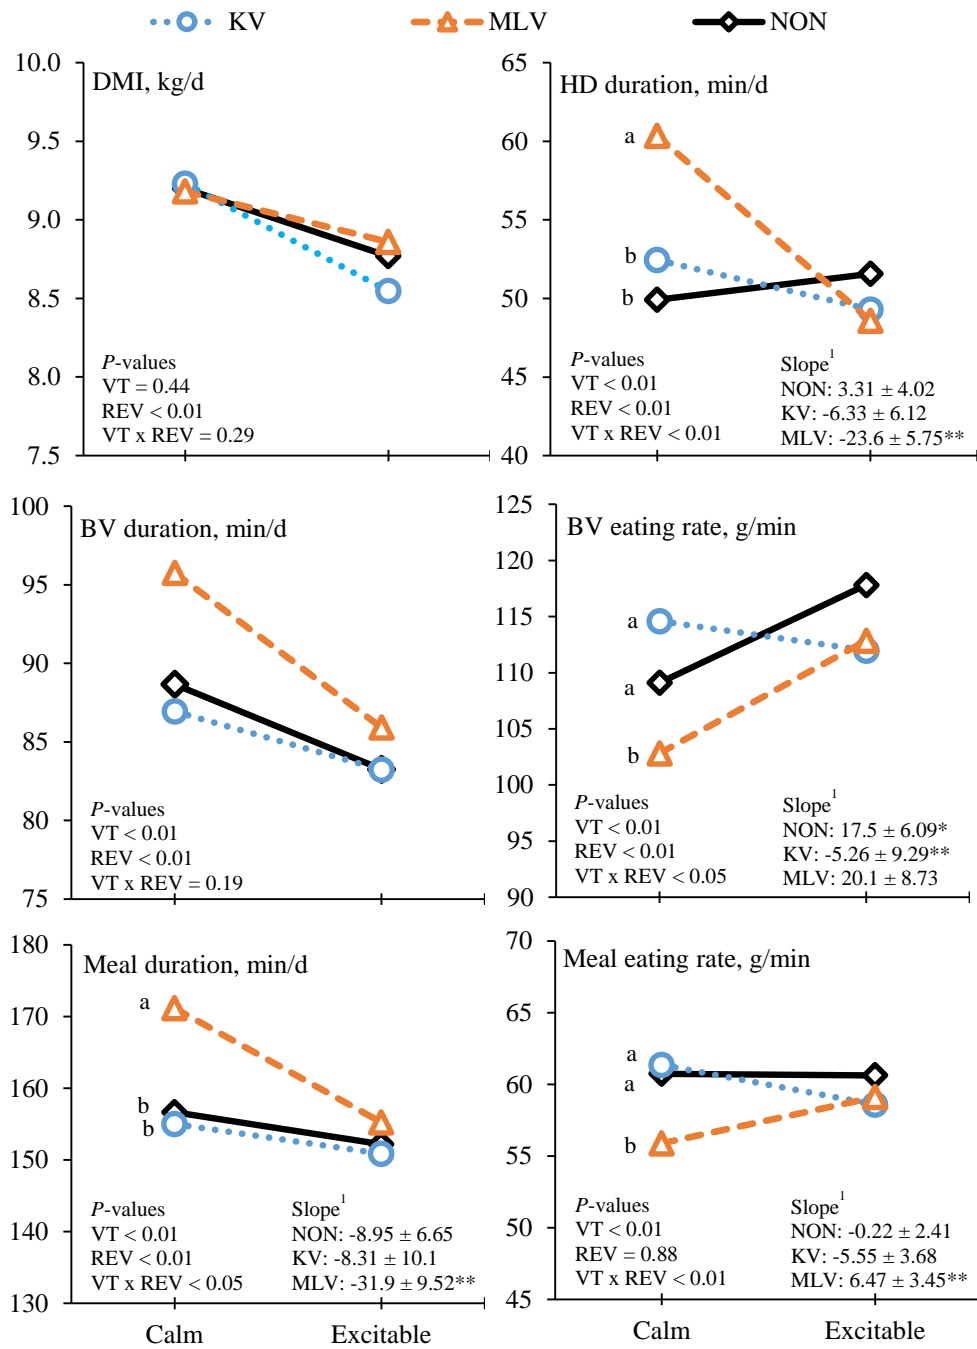 KV MLV NON
DMI, kg/d
10.0
9.5
9.0
8.5
8.0
7.5
P-values
VT = 0.44
REV < 0.01
VT x REV = 0.29
HD duration, min/d
65
60
55
50
45
40
a
b
b
P-values
VT < 0.01
REV < 0.01
VT x REV < 0.01
Slope1
NON: 3.31 ± 4.02
KV: -6.33 ± 6.12
MLV: -23.6 ± 5.75**
BV duration, min/d
100
95
90
85
80
75
P-values
VT < 0.01
REV < 0.01
VT x REV = 0.19
BV eating rate, g/min
125
120
115
110
105
100
95
90
a
a
b
P-values
VT < 0.01
REV < 0.01
VT x REV < 0.05
Slope1
NON: 17.5 ± 6.09*
KV: -5.26 ± 9.29**
MLV: 20.1 ± 8.73
Meal duration, min/d
180
170
160
150
140
130
a
b
b
P-values
VT < 0.01
REV < 0.01
VT x REV < 0.05
Slope1
NON: -8.95 ± 6.65
KV: -8.31 ± 10.1
MLV: -31.9 ± 9.52**
Calm Excitable
Meal eating rate, g/min
70
65
60
55
50
45
a
a
b
P-values
VT < 0.01
REV = 0.88
VT x REV < 0.01
Slope1
NON: -0.22 ± 2.41
KV: -5.55 ± 3.68
MLV: 6.47 ± 3.45**
Calm Excitable